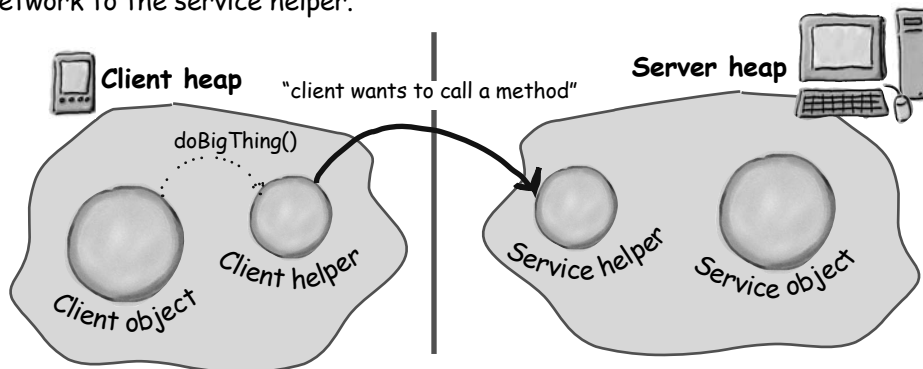 network to the service helper.
Client heap
Server heap
“client wants to call a method”
doBigThing()
Client helper
Client object
Service helper
Service object